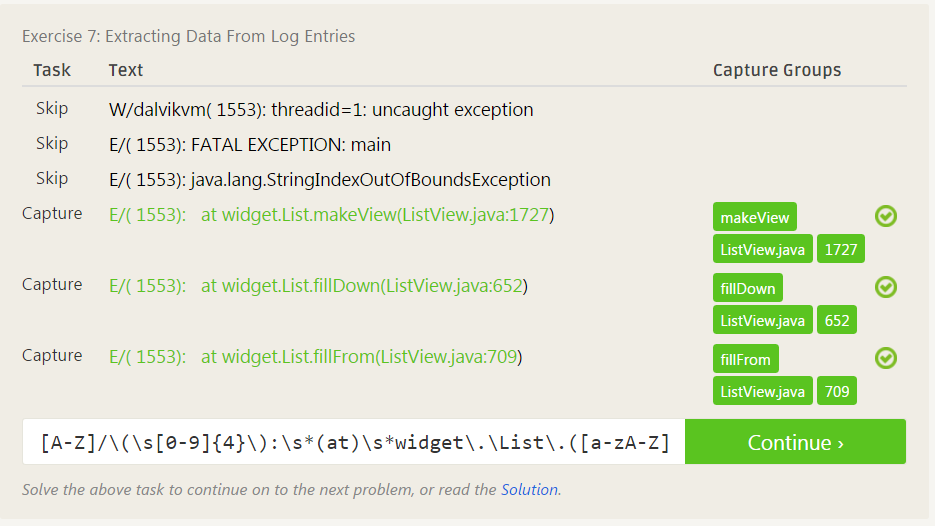 Exercise 7: Extracting Data From Log Entries
Task Text Capture Groups
Skip W/dalvikvm( 1553): threadid=1: uncaught exception
Skip E/( 1553): FATAL EXCEPTION: main
Skip E/( 1553): java.lang.StringIndexOutOfBoundsException
Capture E/( 1553):   at widget.List.makeView(ListView.java:1727) makeView
ListView.java 1727
Capture E/( 1553):   at widget.List.fillDown(ListView.java:652) fillDown
ListView.java 652
Capture E/( 1553):   at widget.List.fillFrom(ListView.java:709) fillFrom
ListView.java 709
[A-Z]/\(\s[0-9]{4}\):\s*(at)\s*widget\.\List\.([a-zA-Z] Continue ›
Solve the above task to continue on to the next problem, or read the Solution.